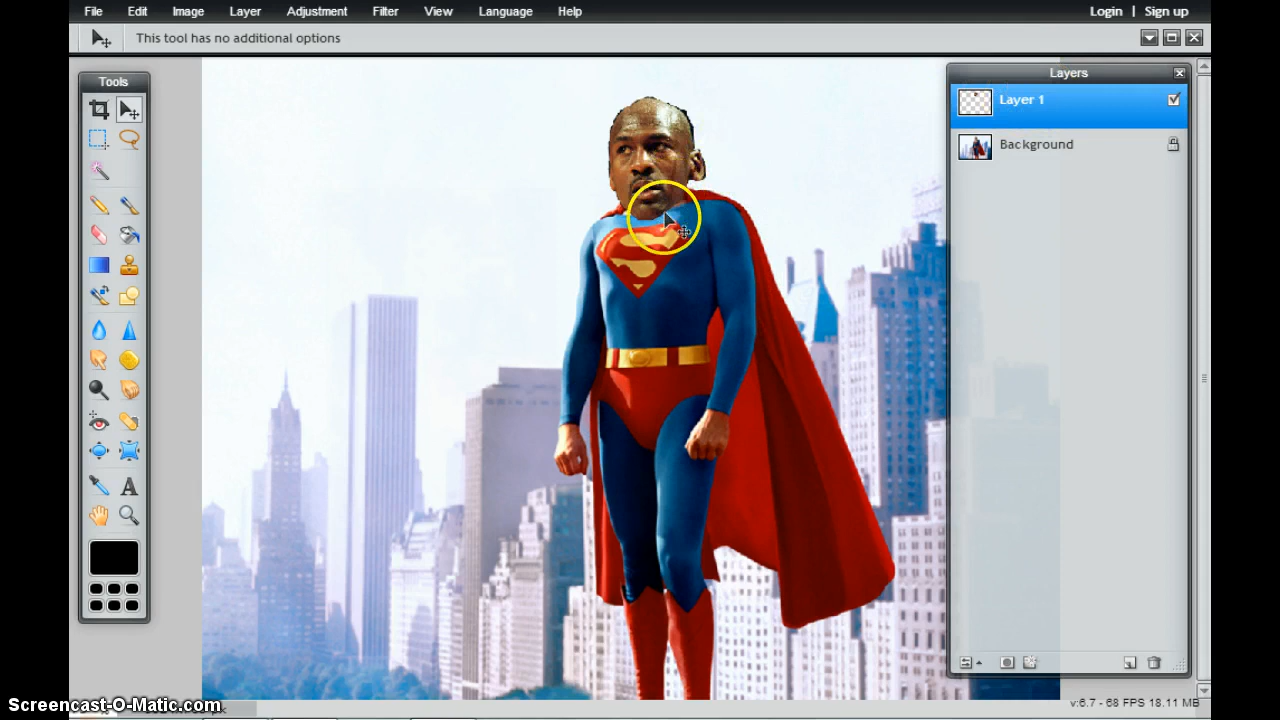 File Edit Image Layer Adjustment Filter View Language Help Login | Sign up
This tool has no additional options
Tools
Layers
Layer 1
Background
A
S
v:6.7 - 68 FPS 18.11 MB
Screencast-O-Matic.com